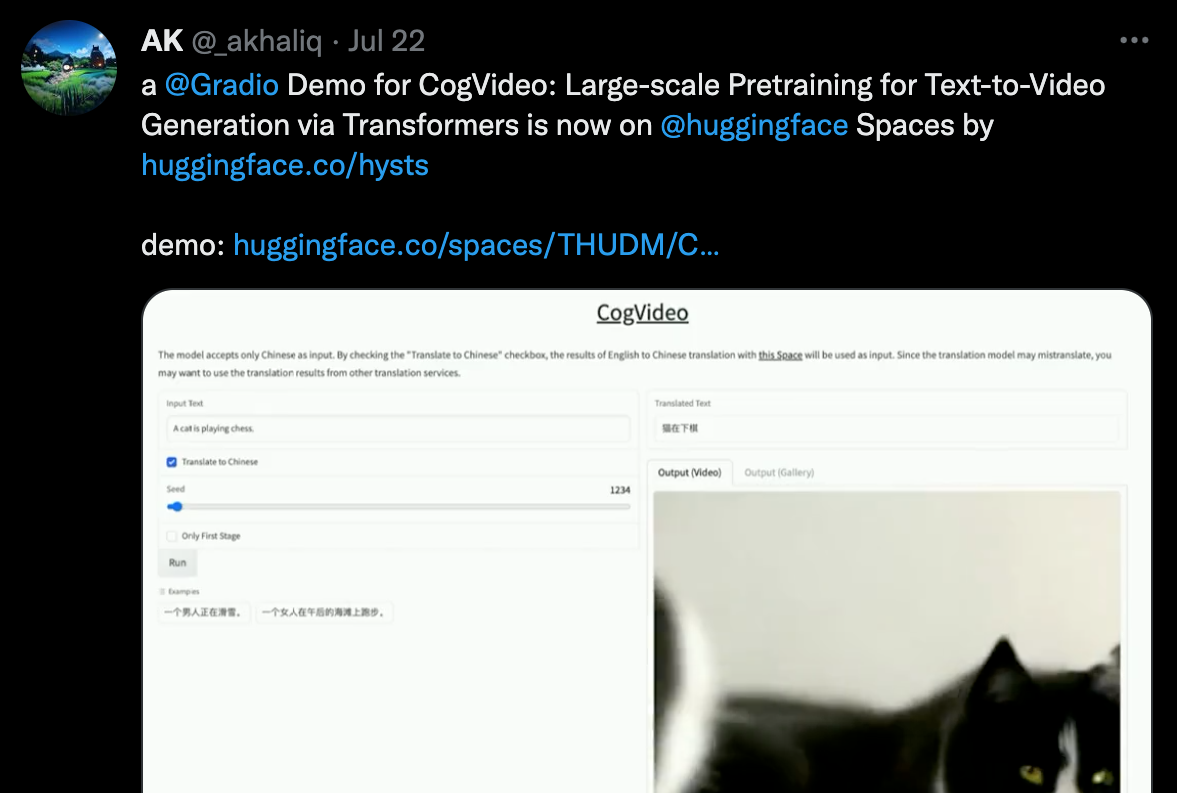 AK @_akhaliq · Jul 22
a @Gradio Demo for CogVideo: Large-scale Pretraining for Text-to-Video
Generation via Transformers is now on @huggingface Spaces by
huggingface.co/hysts
demo: huggingface.co/spaces/THUDM/C...
CogVideo
The model accepts only Chinese as input. By checking the "Translate to Chinese" checkbox, the results of English to Chinese translation with this Space will be used as input. Since the translation model may mistranslate, you
may want to use the translation results from other translation services.
Input Text
A cat is playing chess.
Translate to Chinese
Seed
1234
Only First Stage
Run
Examples
一个男人正在滑雪。
一个女人在午后的海滩上跑步。
Translated Text
猫在下棋
Output (Video)
Output (Gallery)